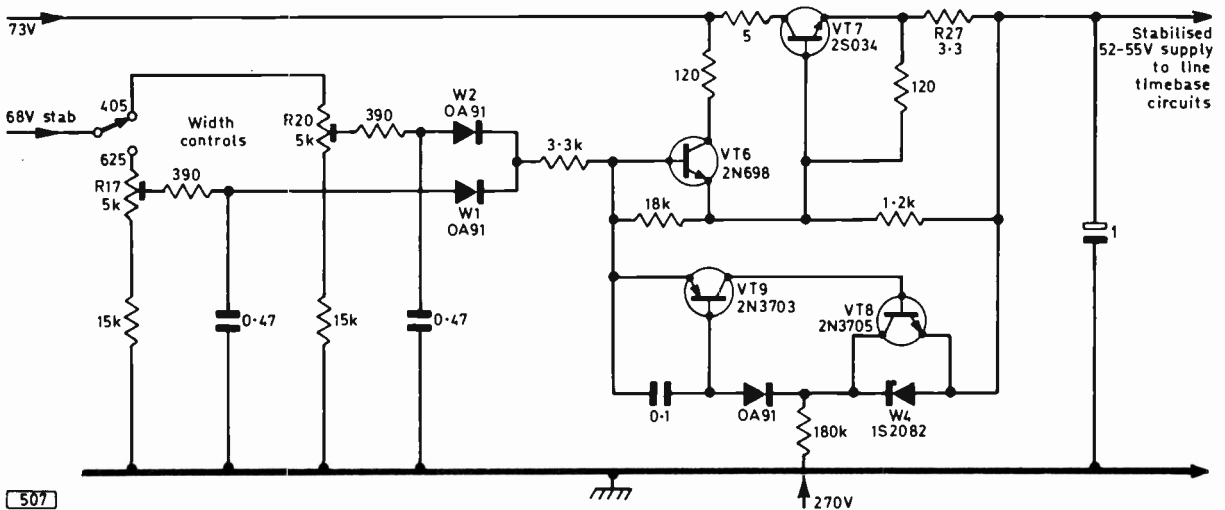 73V
5
VT7
2S034
R27
3·3
Stabilised
52-55V supply
to line
timebase
circuits
120
120
68V stab
405
Width
controls
R20
5k
390
W2
OA91
3·3k
VT6
2N698
625
R17
5k
390
W1
OA91
18k
1·2k
1
VT9
2N3703
VT8
2N3705
15k
0·47
15k
0·47
0·1
OA91
W4
1S2082
180k
507
270V